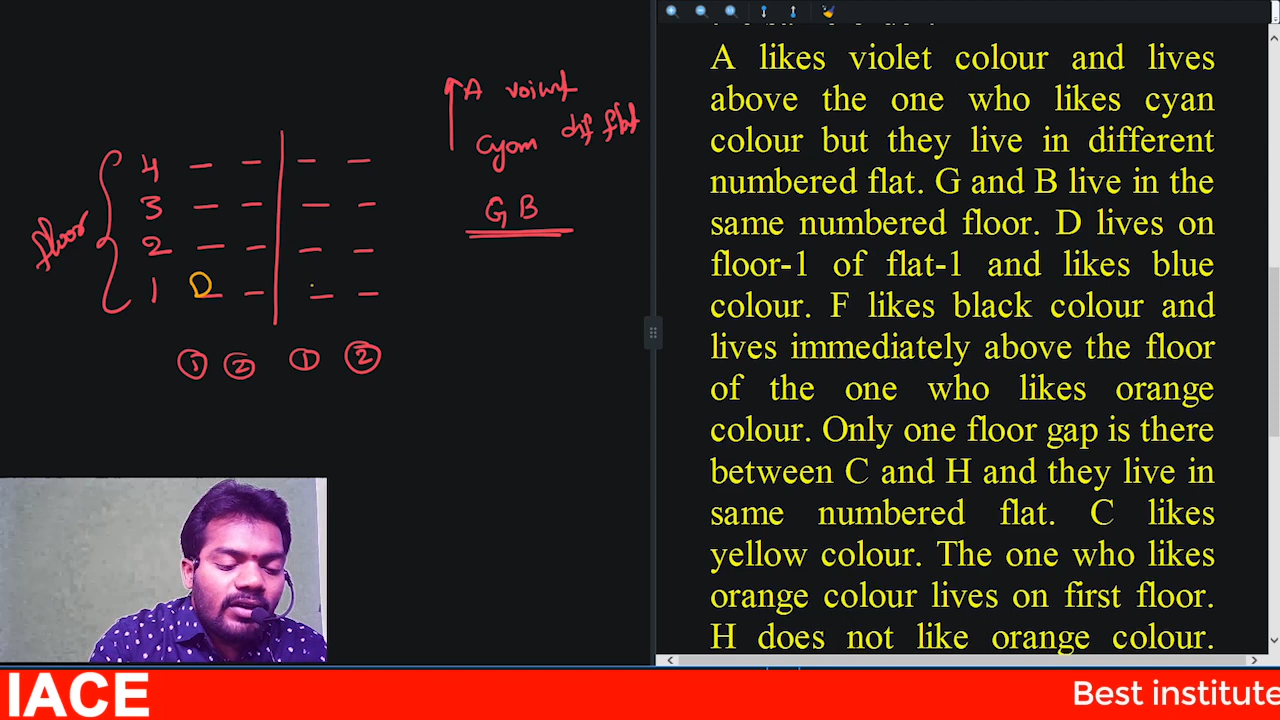 A voilet
Cyan dif flat
G B
floor
4
3
2
1 D
① ② ① ②
A likes violet colour and lives
above the one who likes cyan
colour but they live in different
numbered flat. G and B live in the
same numbered floor. D lives on
floor-1 of flat-1 and likes blue
colour. F likes black colour and
lives immediately above the floor
of the one who likes orange
colour. Only one floor gap is there
between C and H and they live in
same numbered flat. C likes
yellow colour. The one who likes
orange colour lives on first floor.
H does not like orange colour.
IACE
Best institute